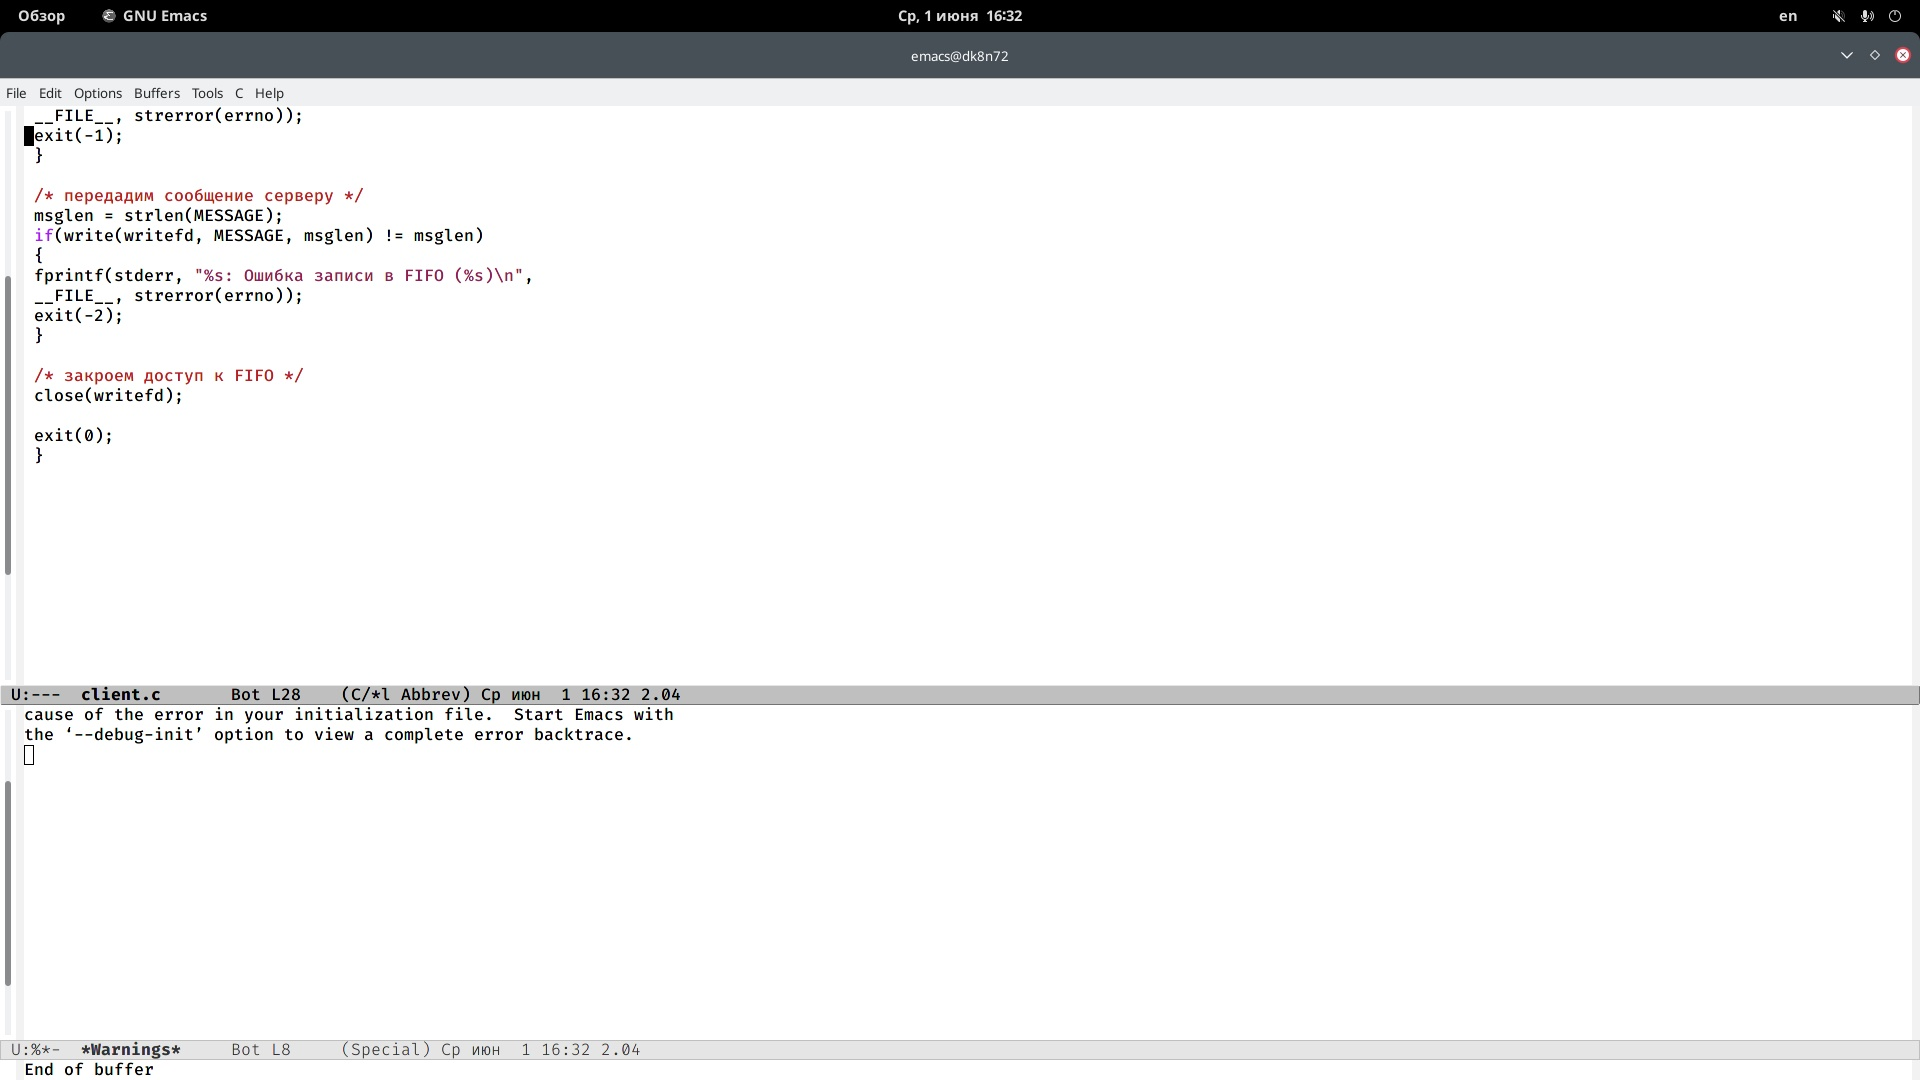 Обзор GNU Emacs Ср, 1 июня 16:32 en
emacs@dk8n72
File Edit Options Buffers Tools C Help
__FILE__, strerror(errno));
exit(-1);
}
/* передадим сообщение серверу */
msglen = strlen(MESSAGE);
if(write(writefd, MESSAGE, msglen) != msglen)
{
fprintf(stderr, "%s: Ошибка записи в FIFO (%s)\n",
__FILE__, strerror(errno));
exit(-2);
}
/* закроем доступ к FIFO */
close(writefd);
exit(0);
}
U:--- client.c Bot L28 (C/*l Abbrev) Ср июн 1 16:32 2.04
cause of the error in your initialization file. Start Emacs with
the ‘--debug-init’ option to view a complete error backtrace.
U:%*- *Warnings* Bot L8 (Special) Ср июн 1 16:32 2.04
End of buffer